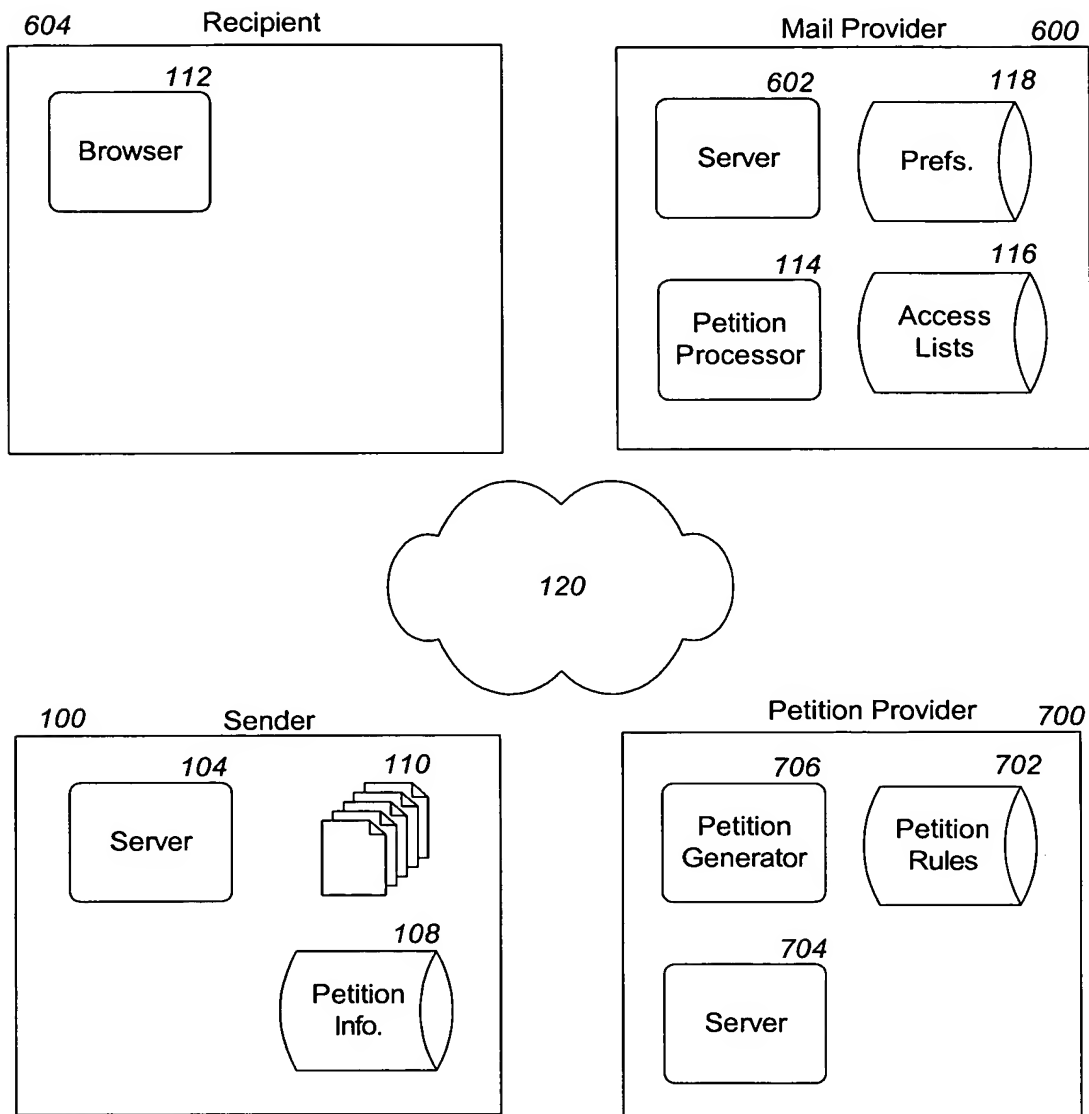 604
Recipient
112
Browser
Mail Provider
600
602
Server
118
Prefs.
114
Petition
Processor
116
Access
Lists
120
100
Sender
104
Server
110
108
Petition
Info.
Petition Provider
700
706
Petition
Generator
702
Petition
Rules
704
Server